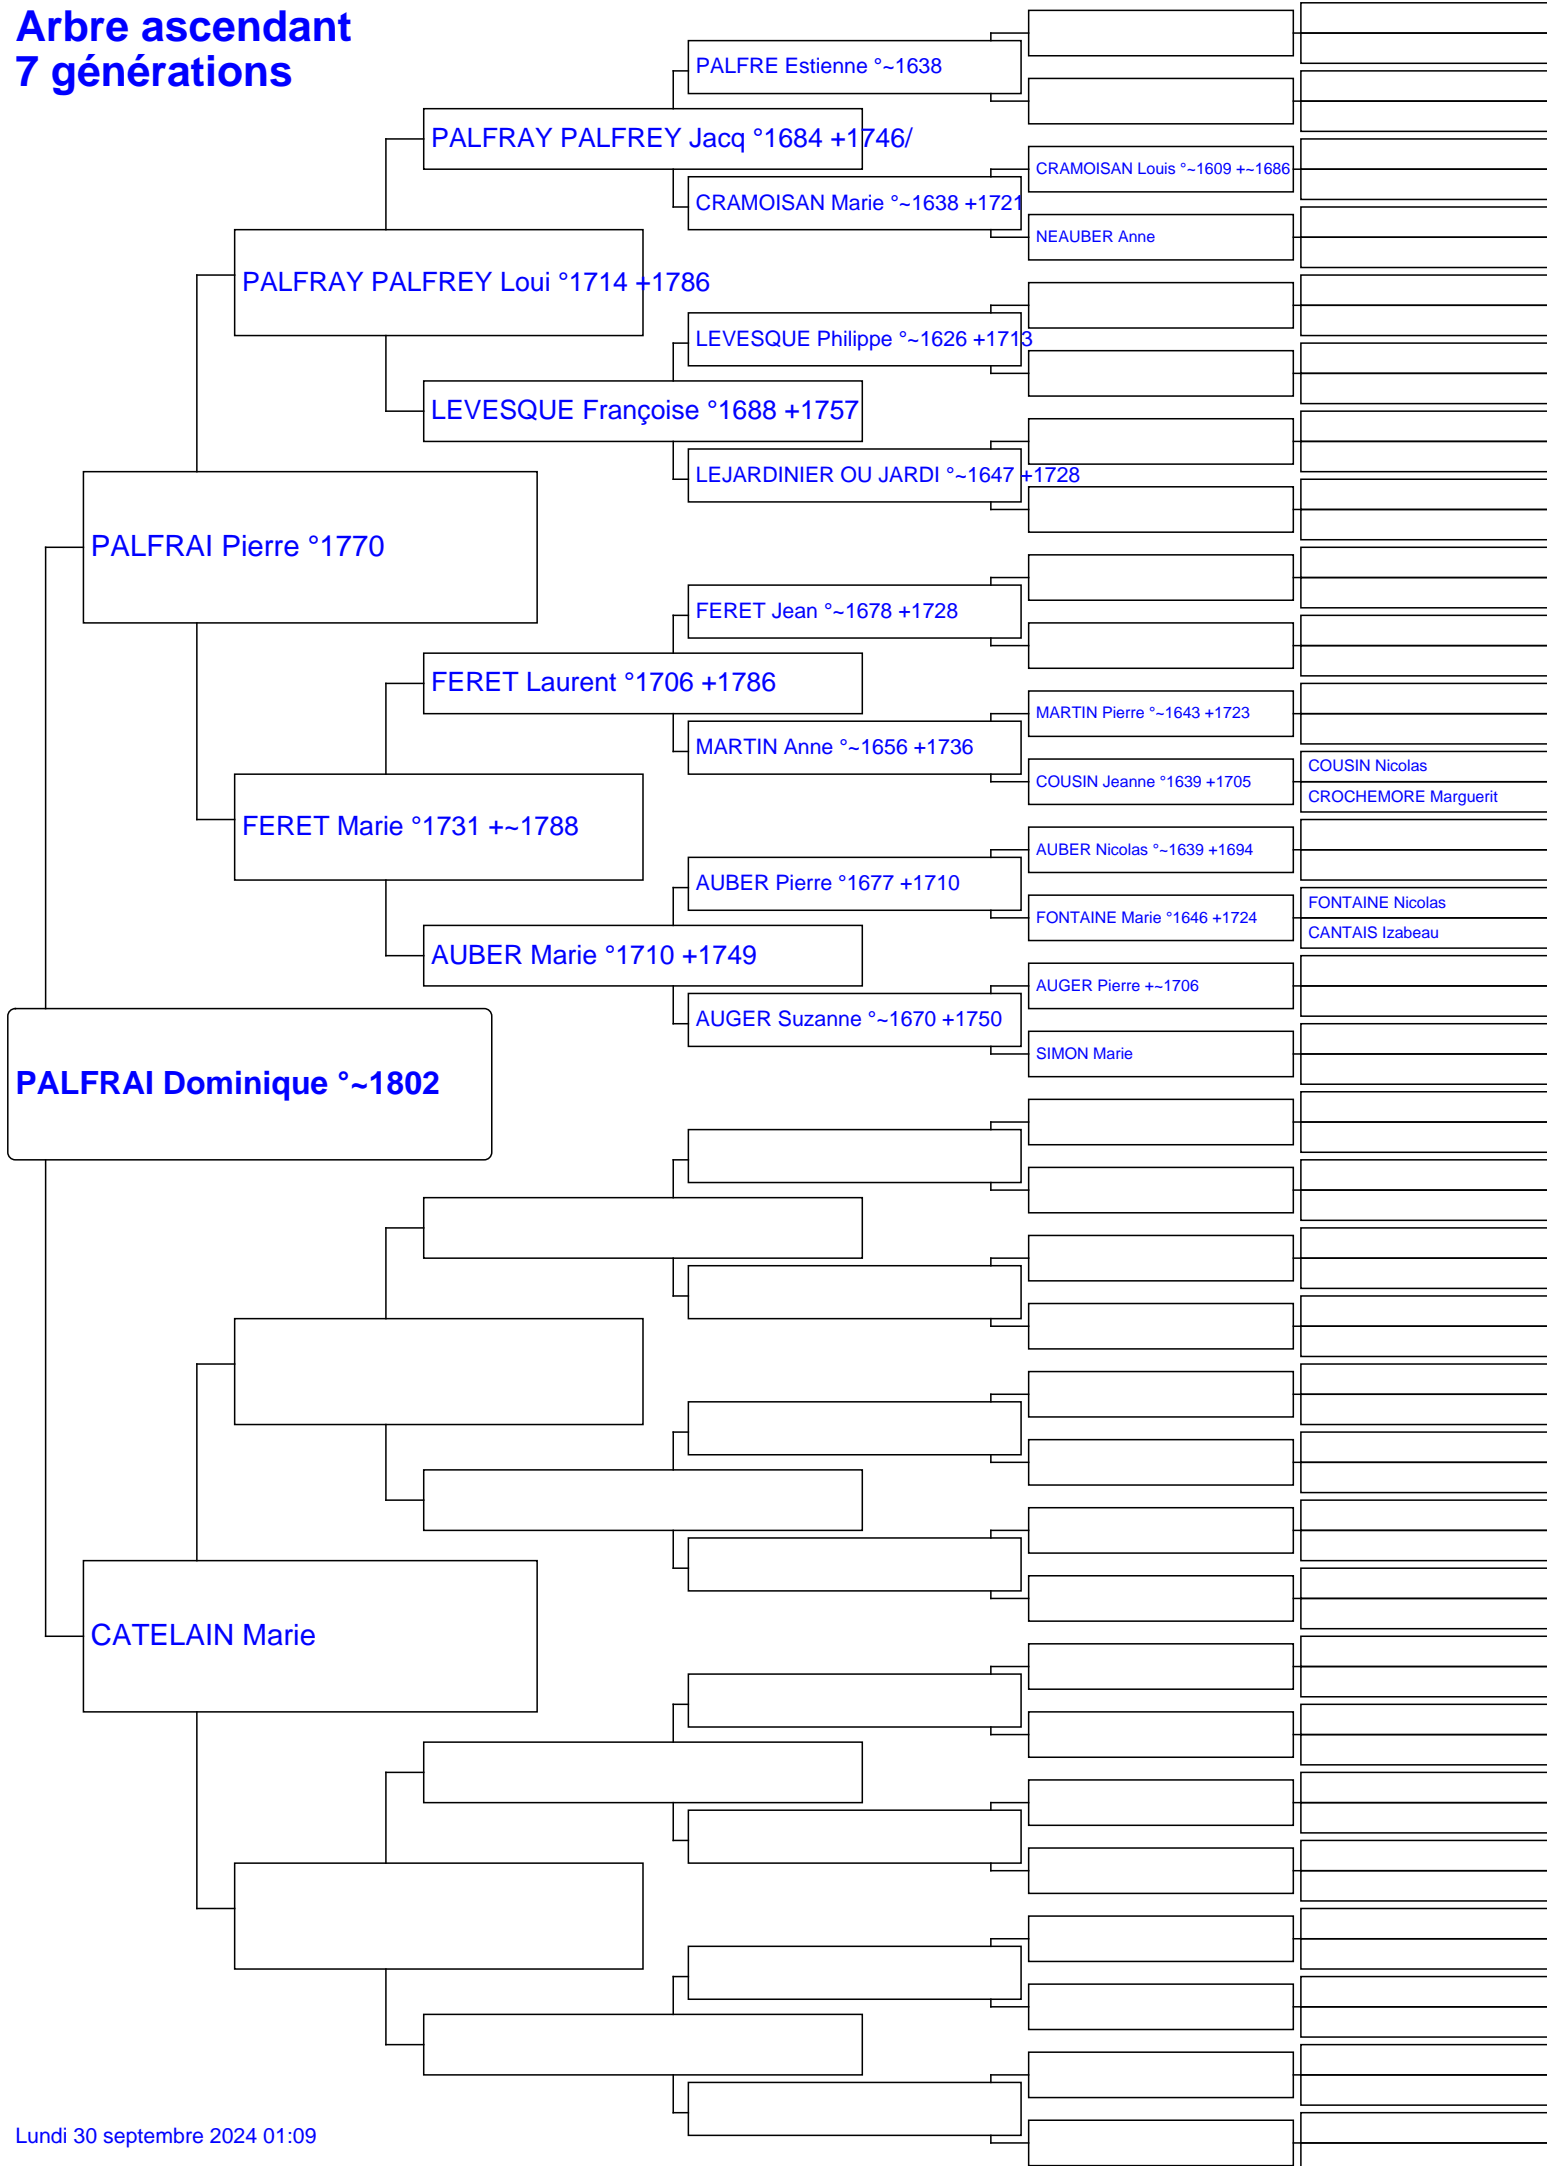 Arbre ascendant
7 générations
PALFRE Estienne °~1638
PALFRAY PALFREY Jacq °1684 +1746/
CRAMOISAN Louis °~1609 +~1686
CRAMOISAN Marie °~1638 +1721
NEAUBER Anne
PALFRAY PALFREY Loui °1714 +1786
LEVESQUE Philippe °~1626 +1713
LEVESQUE Françoise °1688 +1757
LEJARDINIER OU JARDI °~1647 +1728
PALFRAI Pierre °1770
FERET Jean °~1678 +1728
FERET Laurent °1706 +1786
MARTIN Pierre °~1643 +1723
MARTIN Anne °~1656 +1736
COUSIN Nicolas
COUSIN Jeanne °1639 +1705
CROCHEMORE Marguerit
FERET Marie °1731 +~1788
AUBER Nicolas °~1639 +1694
AUBER Pierre °1677 +1710
FONTAINE Nicolas
FONTAINE Marie °1646 +1724
CANTAIS Izabeau
AUBER Marie °1710 +1749
AUGER Pierre +~1706
AUGER Suzanne °~1670 +1750
SIMON Marie
PALFRAI Dominique °~1802
CATELAIN Marie
Lundi 30 septembre 2024 01:09